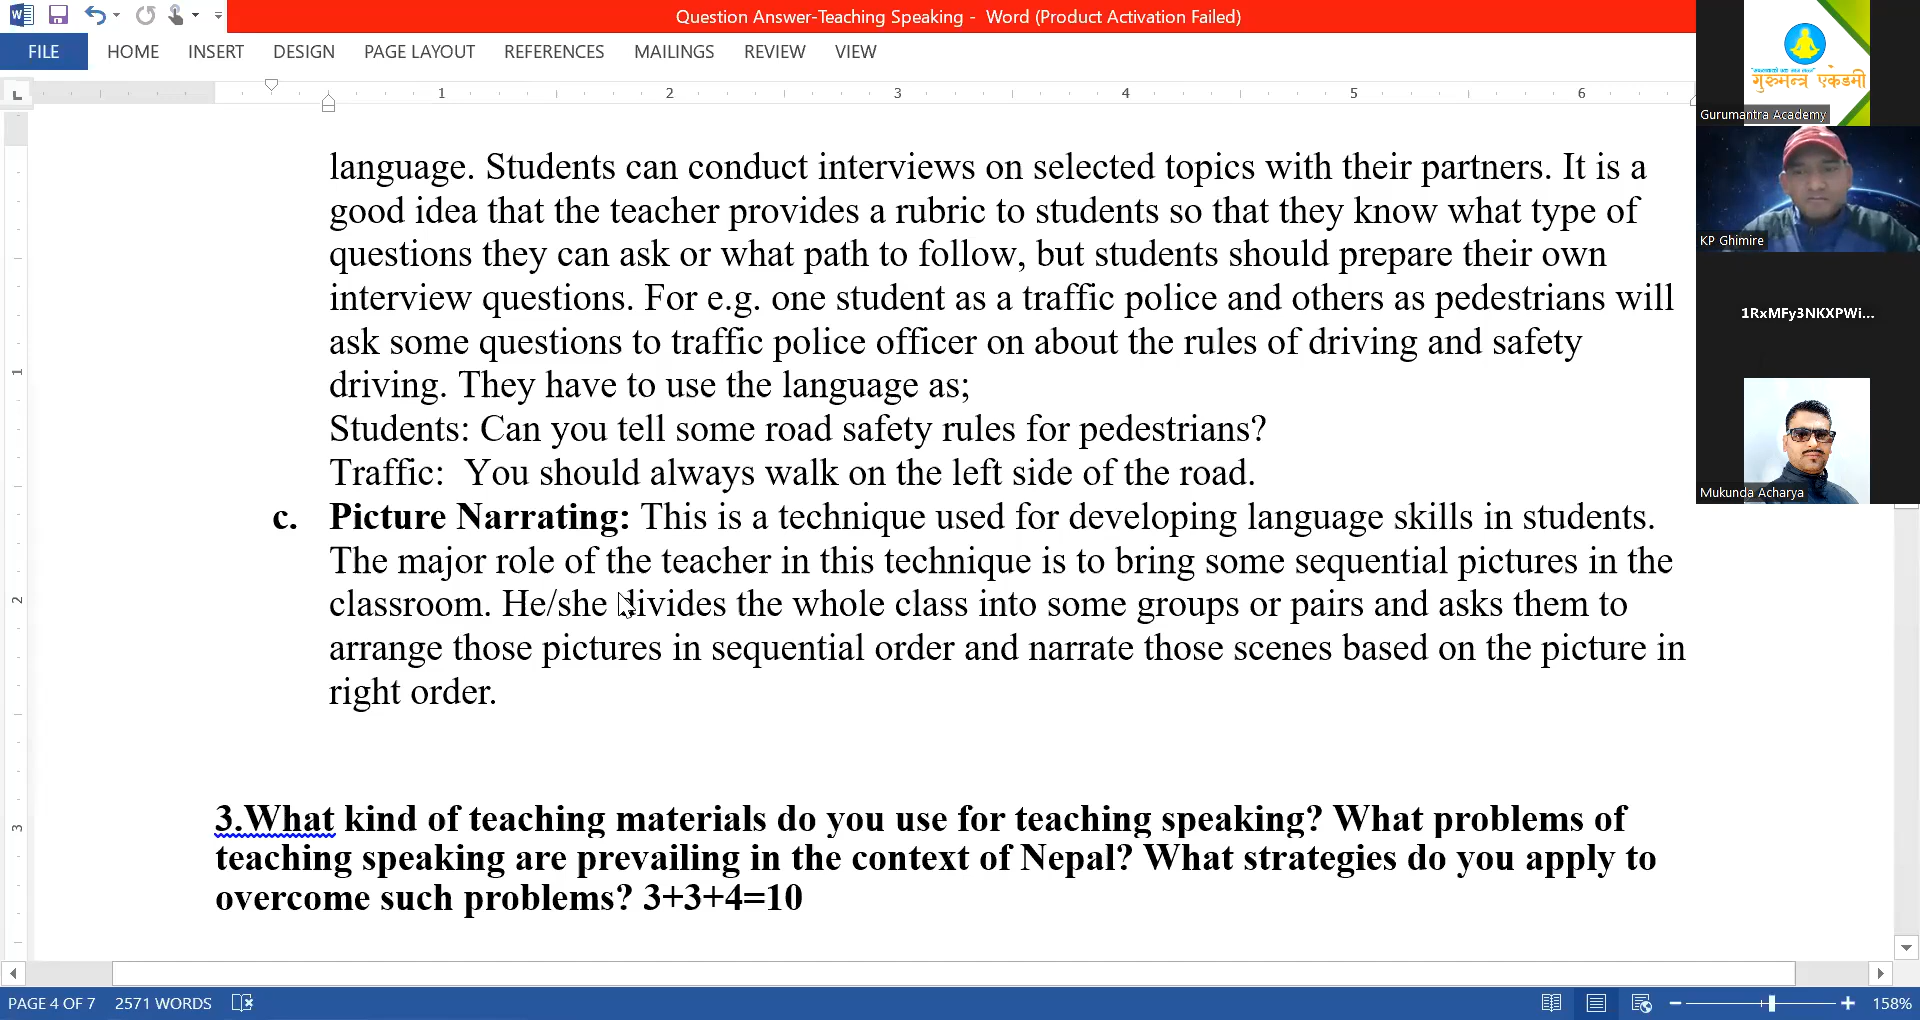 Question Answer-Teaching Speaking - Word (Product Activation Failed)
FILE HOME INSERT DESIGN PAGE LAYOUT REFERENCES MAILINGS REVIEW VIEW
1 2 3 4 5 6
गुरुमन्त्र एकेडमी
Gurumantra Academy
KP Ghimire
1RxMFy3NKXPWi...
Mukunda Acharya
language. Students can conduct interviews on selected topics with their partners. It is a
good idea that the teacher provides a rubric to students so that they know what type of
questions they can ask or what path to follow, but students should prepare their own
interview questions. For e.g. one student as a traffic police and others as pedestrians will
ask some questions to traffic police officer on about the rules of driving and safety
driving. They have to use the language as;
Students: Can you tell some road safety rules for pedestrians?
Traffic: You should always walk on the left side of the road.
c. Picture Narrating: This is a technique used for developing language skills in students.
The major role of the teacher in this technique is to bring some sequential pictures in the
classroom. He/she divides the whole class into some groups or pairs and asks them to
arrange those pictures in sequential order and narrate those scenes based on the picture in
right order.
3.What kind of teaching materials do you use for teaching speaking? What problems of
teaching speaking are prevailing in the context of Nepal? What strategies do you apply to
overcome such problems? 3+3+4=10
1
2
3
PAGE 4 OF 7 2571 WORDS 158%